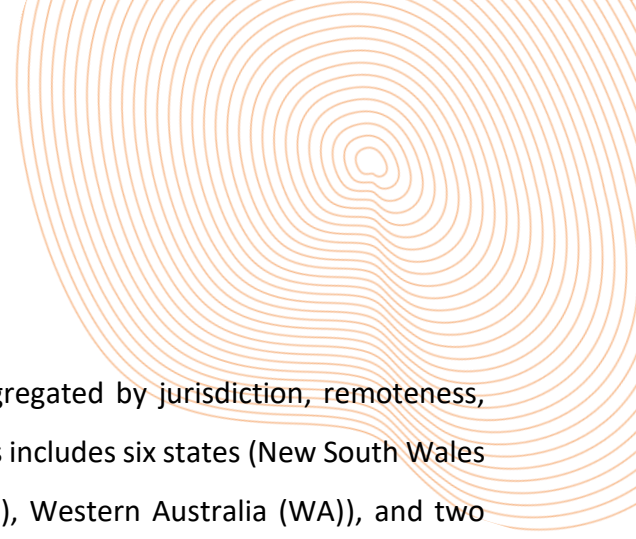 gregated by jurisdiction, remoteness,
includes six states (New South Wales
), Western Australia (WA)), and two